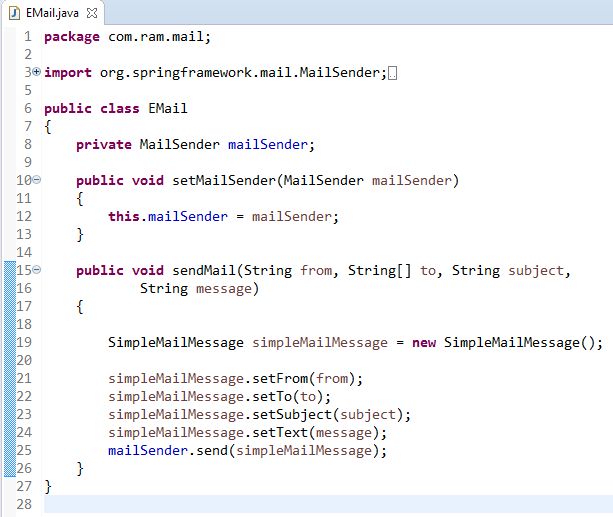 EMail.java
1 package com.ram.mail;
2
3 import org.springframework.mail.MailSender;
5
6 public class EMail
7 {
8     private MailSender mailSender;
9
10     public void setMailSender(MailSender mailSender)
11     {
12         this.mailSender = mailSender;
13     }
14
15     public void sendMail(String from, String[] to, String subject,
16             String message)
17     {
18
19         SimpleMailMessage simpleMailMessage = new SimpleMailMessage();
20
21         simpleMailMessage.setFrom(from);
22         simpleMailMessage.setTo(to);
23         simpleMailMessage.setSubject(subject);
24         simpleMailMessage.setText(message);
25         mailSender.send(simpleMailMessage);
26     }
27 }
28